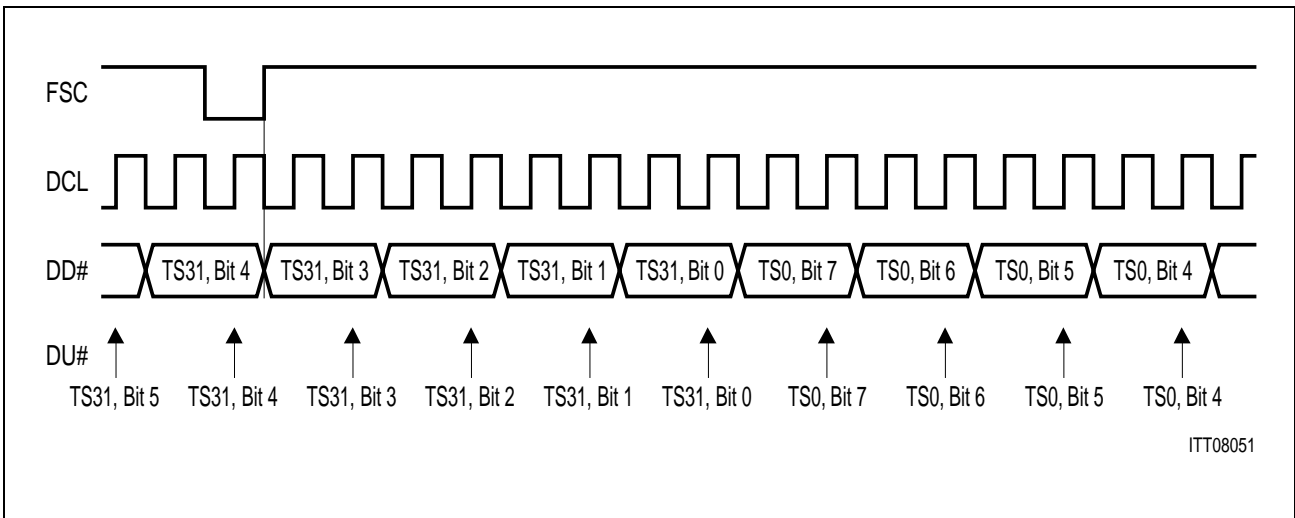 FSC
DCL
DD# TS31, Bit 4 TS31, Bit 3 TS31, Bit 2 TS31, Bit 1 TS31, Bit 0 TS0, Bit 7 TS0, Bit 6 TS0, Bit 5 TS0, Bit 4
DU#
TS31, Bit 5 TS31, Bit 4 TS31, Bit 3 TS31, Bit 2 TS31, Bit 1 TS31, Bit 0 TS0, Bit 7 TS0, Bit 6 TS0, Bit 5 TS0, Bit 4
ITT08051